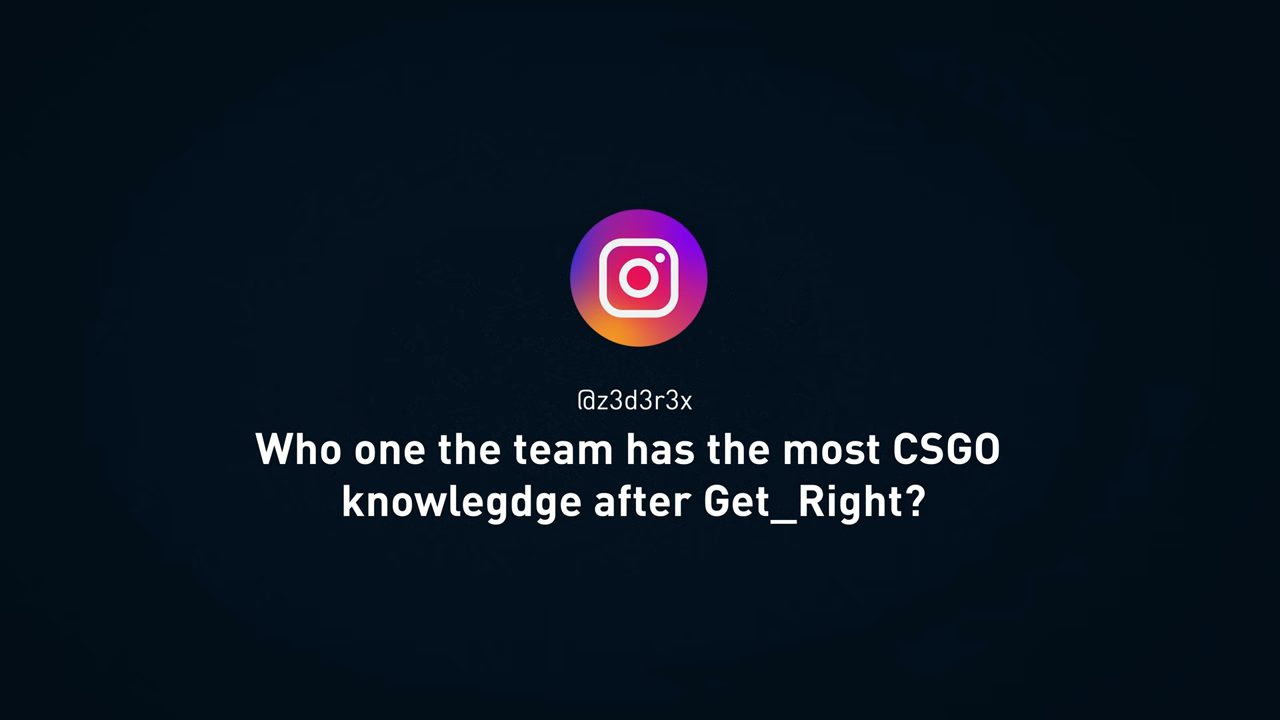 @z3d3r3x
Who one the team has the most CSGO
knowlegdge after Get_Right?